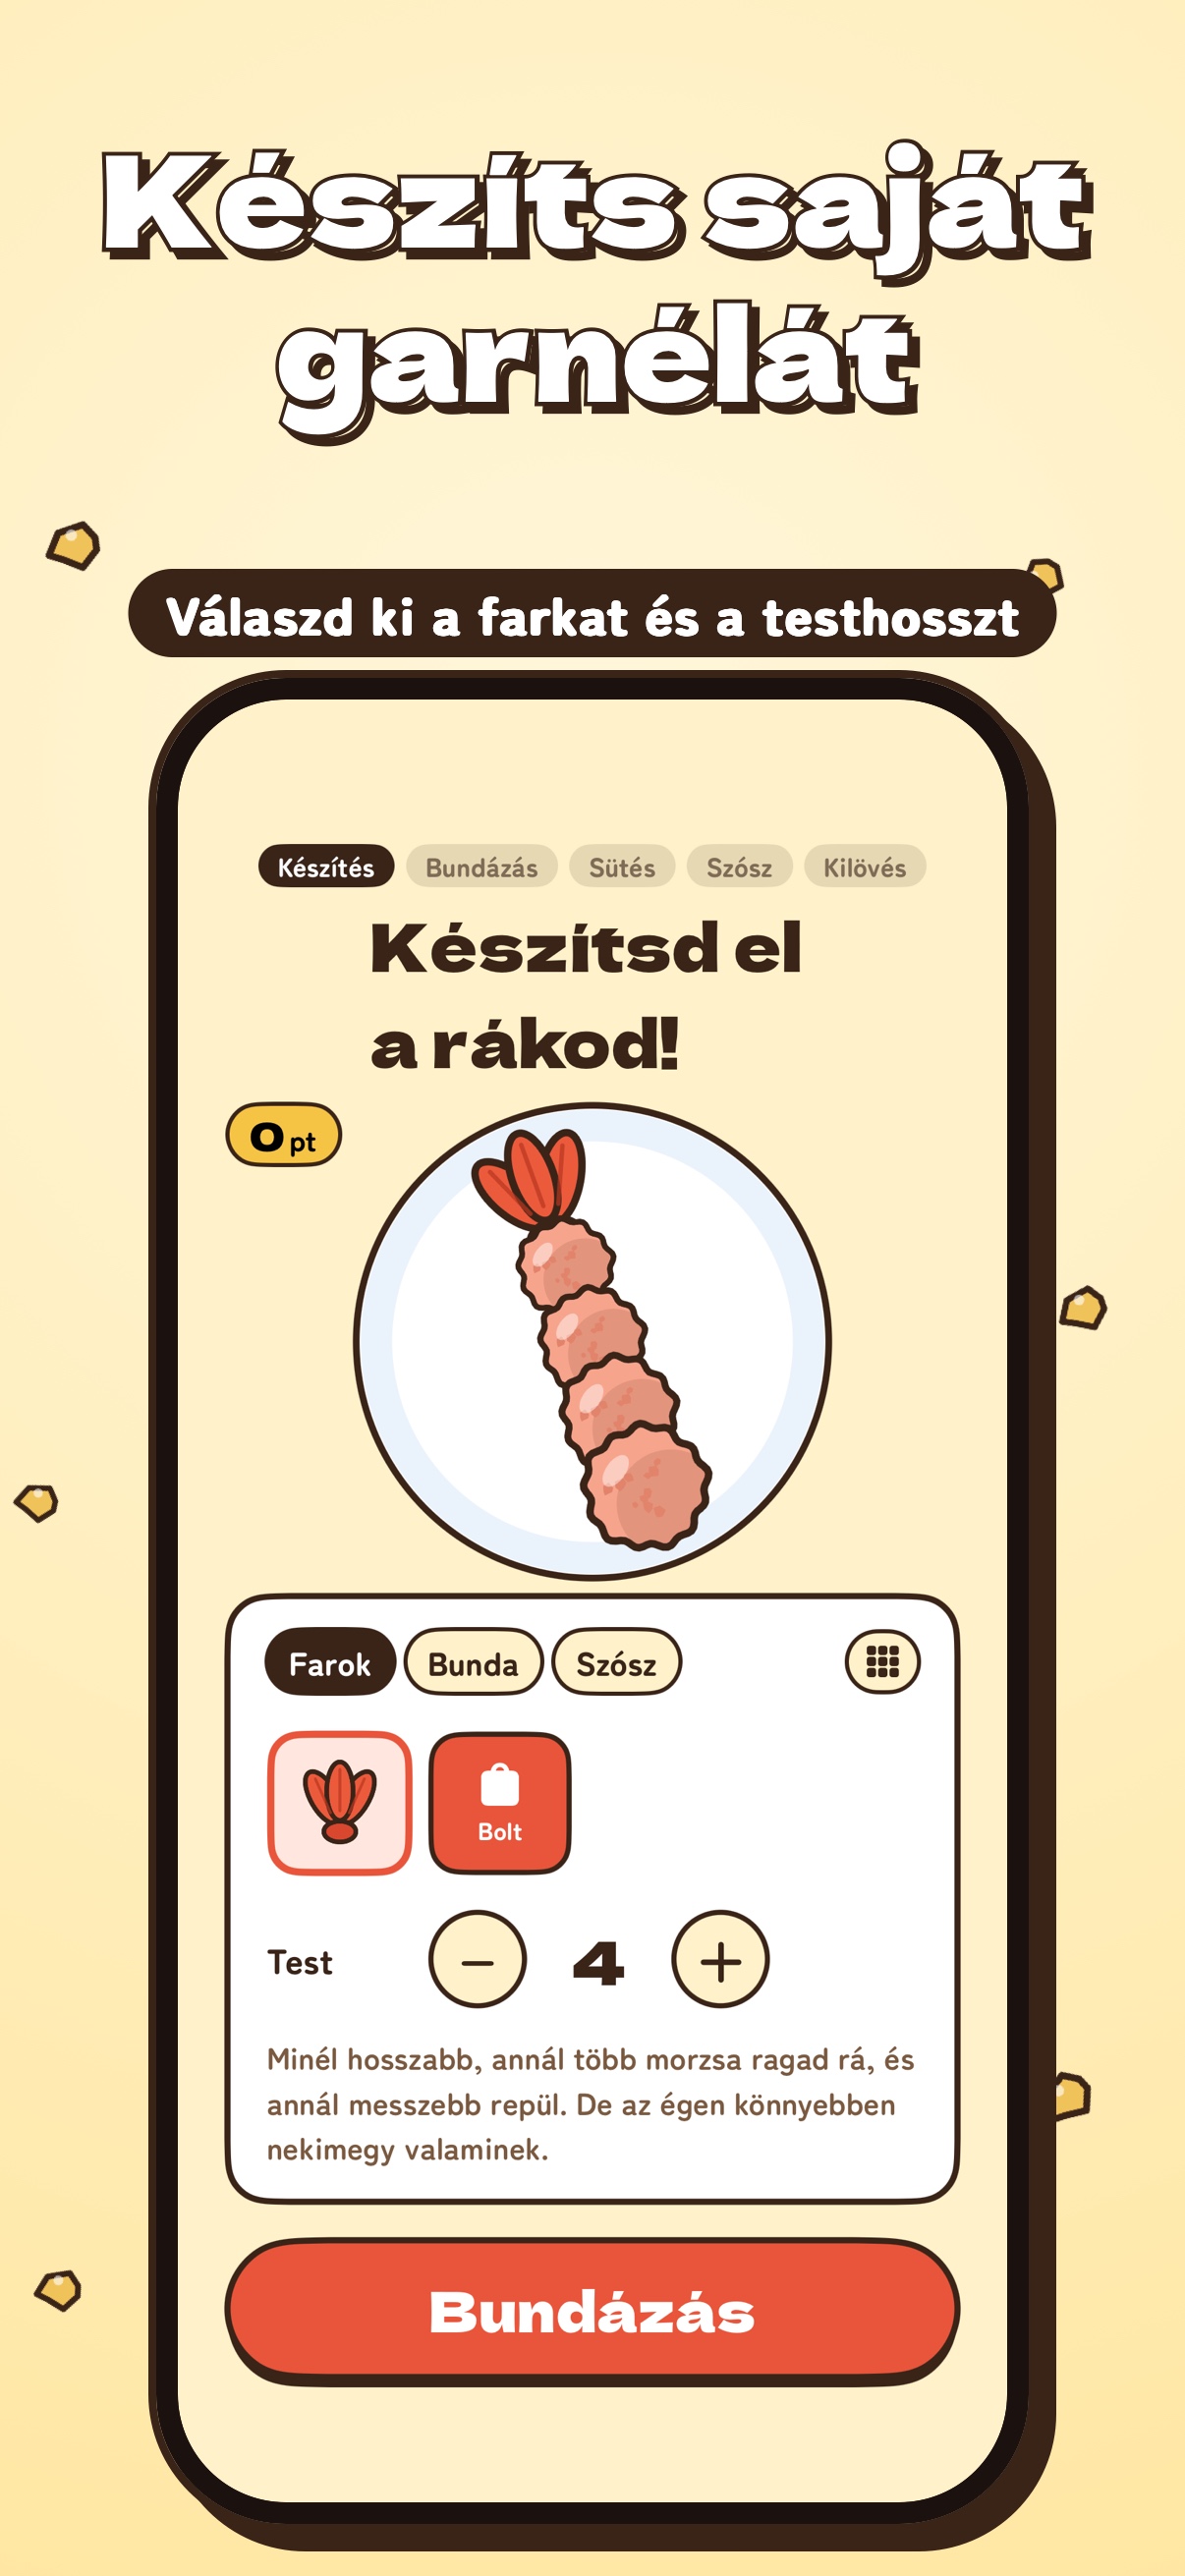 Készíts saját
garnélát
Válaszd ki a farkat és a testhosszt
Készítés Bundázás Sütés Szósz Kilövés
Készítsd el
a rákod!
0 pt
Farok Bunda Szósz
Bolt
Test − 4 +
Minél hosszabb, annál több morzsa ragad rá, és
annál messzebb repül. De az égen könnyebben
nekimegy valaminek.
Bundázás